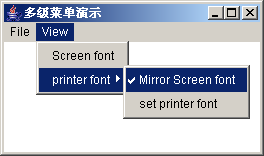 多级菜单演示
File View
Screen font
printer font
Mirror Screen font
set printer font